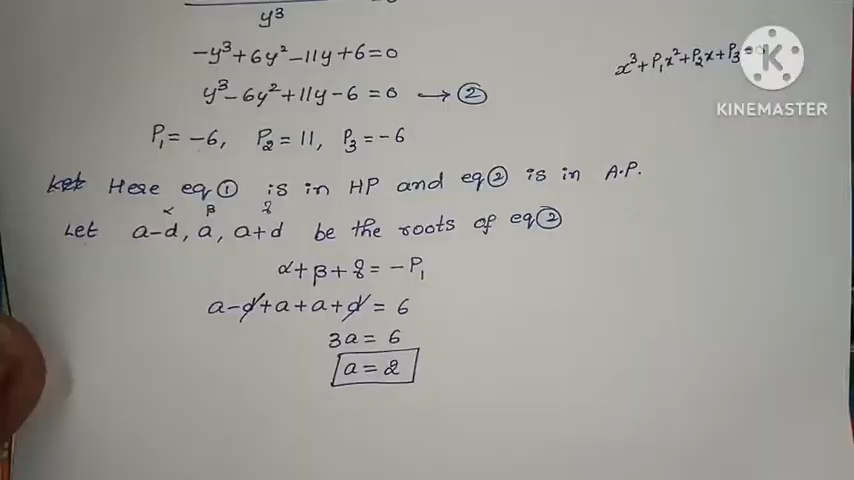 y³
-y³+6y²-11y+6=0
x³+P₁x²+P₂x+P₃=0
y³-6y²+11y-6=0 → ②
KINEMASTER
P₁=-6, P₂=11, P₃=-6
Here eq① is in HP and eq② is in A.P.
α β γ
Let a-d, a, a+d be the roots of eq②
α+β+γ=-P₁
a-d+a+a+d=6
3a=6
a=2